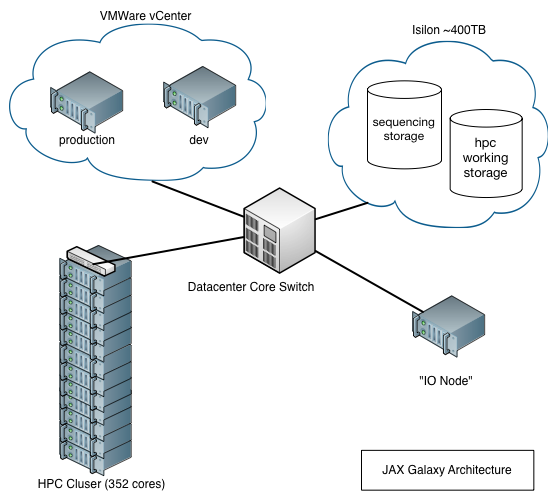 VMWare vCenter
Isilon ~400TB
production
dev
sequencing
storage
hpc
working
storage
Datacenter Core Switch
"IO Node"
HPC Cluser (352 cores)
JAX Galaxy Architecture